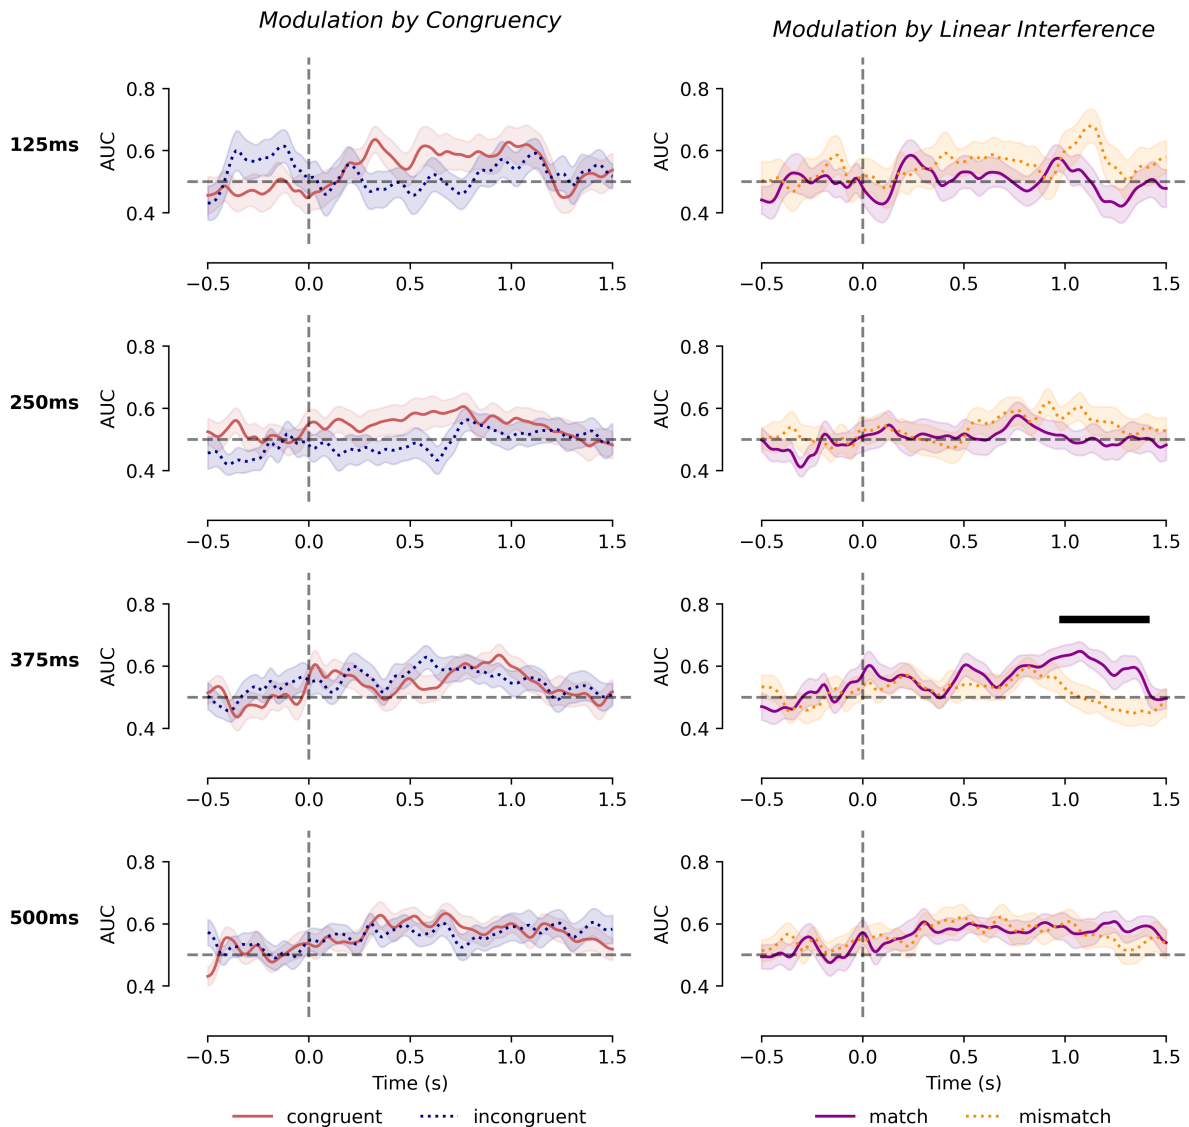 Modulation by Congruency
Modulation by Linear Interference
125ms
AUC
0.8
0.6
0.4
−0.5 0.0 0.5 1.0 1.5
AUC
0.8
0.6
0.4
−0.5 0.0 0.5 1.0 1.5
250ms
AUC
0.8
0.6
0.4
−0.5 0.0 0.5 1.0 1.5
AUC
0.8
0.6
0.4
−0.5 0.0 0.5 1.0 1.5
375ms
AUC
0.8
0.6
0.4
−0.5 0.0 0.5 1.0 1.5
AUC
0.8
0.6
0.4
−0.5 0.0 0.5 1.0 1.5
500ms
AUC
0.8
0.6
0.4
−0.5 0.0 0.5 1.0 1.5
Time (s)
AUC
0.8
0.6
0.4
−0.5 0.0 0.5 1.0 1.5
Time (s)
congruent incongruent
match mismatch